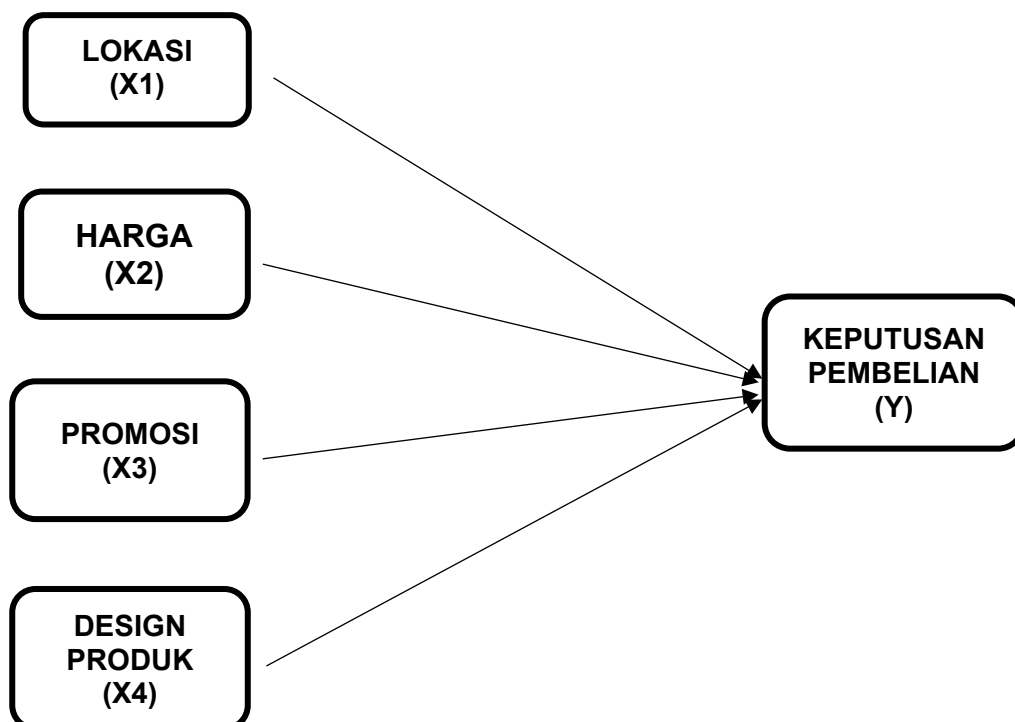 LOKASI
(X1)
HARGA
(X2)
PROMOSI
(X3)
DESIGN
PRODUK
(X4)
KEPUTUSAN
PEMBELIAN
(Y)